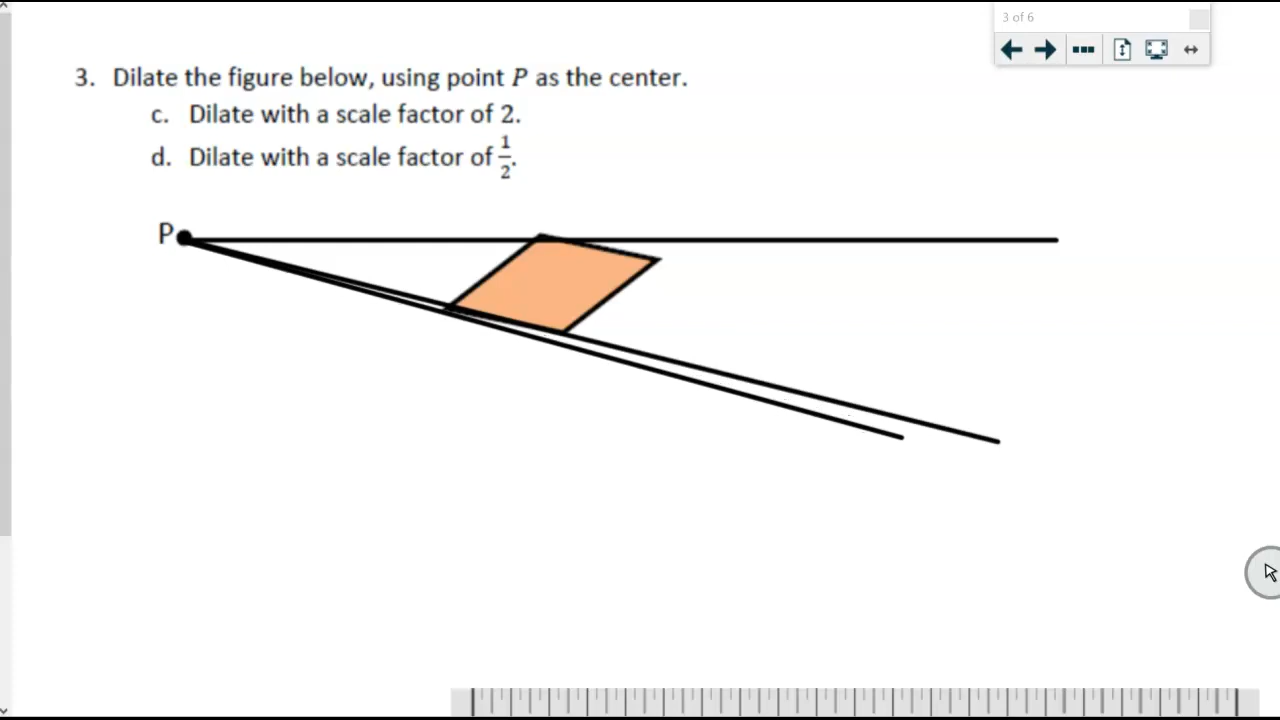 3 of 6
3. Dilate the figure below, using point P as the center.
c. Dilate with a scale factor of 2.
d. Dilate with a scale factor of 1/2.
P